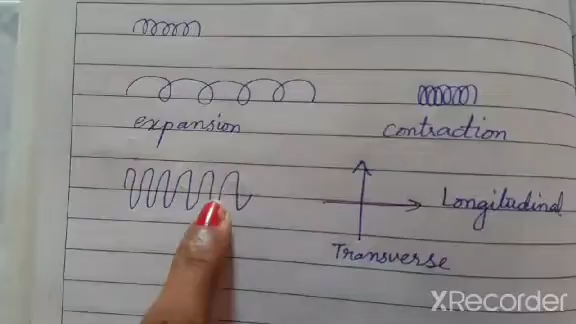 expansion
contraction
Longitudinal
Transverse
XRecorder